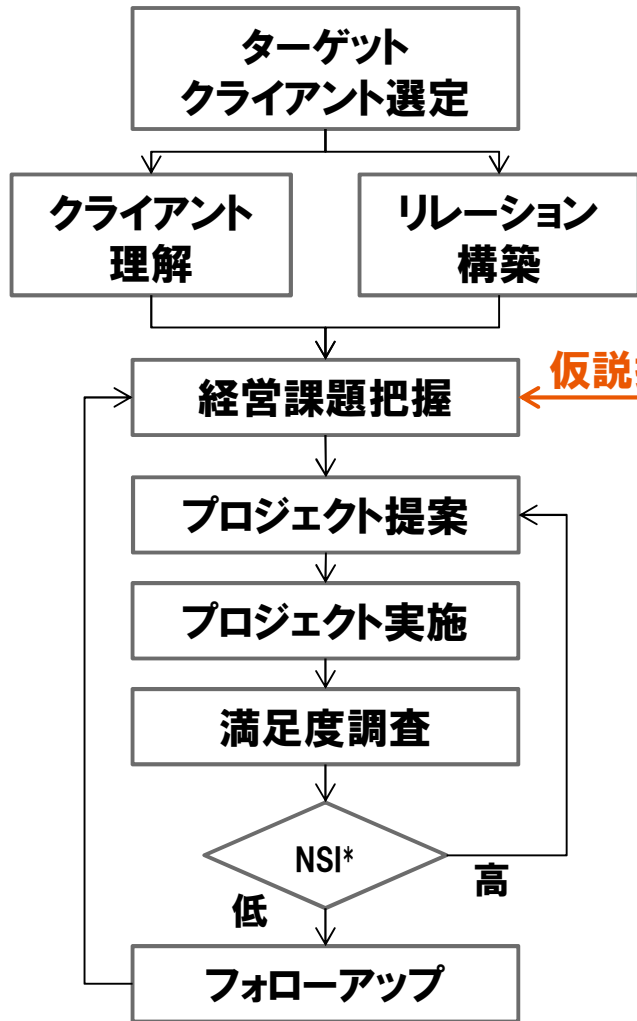 ターゲット
クライアント選定
クライアント
理解
リレーション
構築
仮説
経営課題把握
プロジェクト提案
プロジェクト実施
満足度調査
NSI*
高
低
フォローアップ